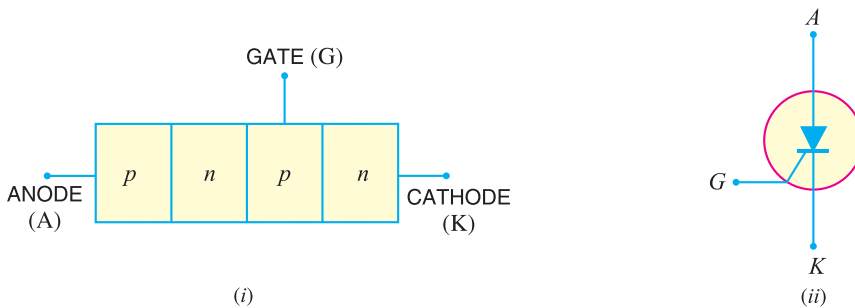 GATE (G)
p n p n
ANODE
(A)
CATHODE
(K)
(i)
A
G
K
(ii)